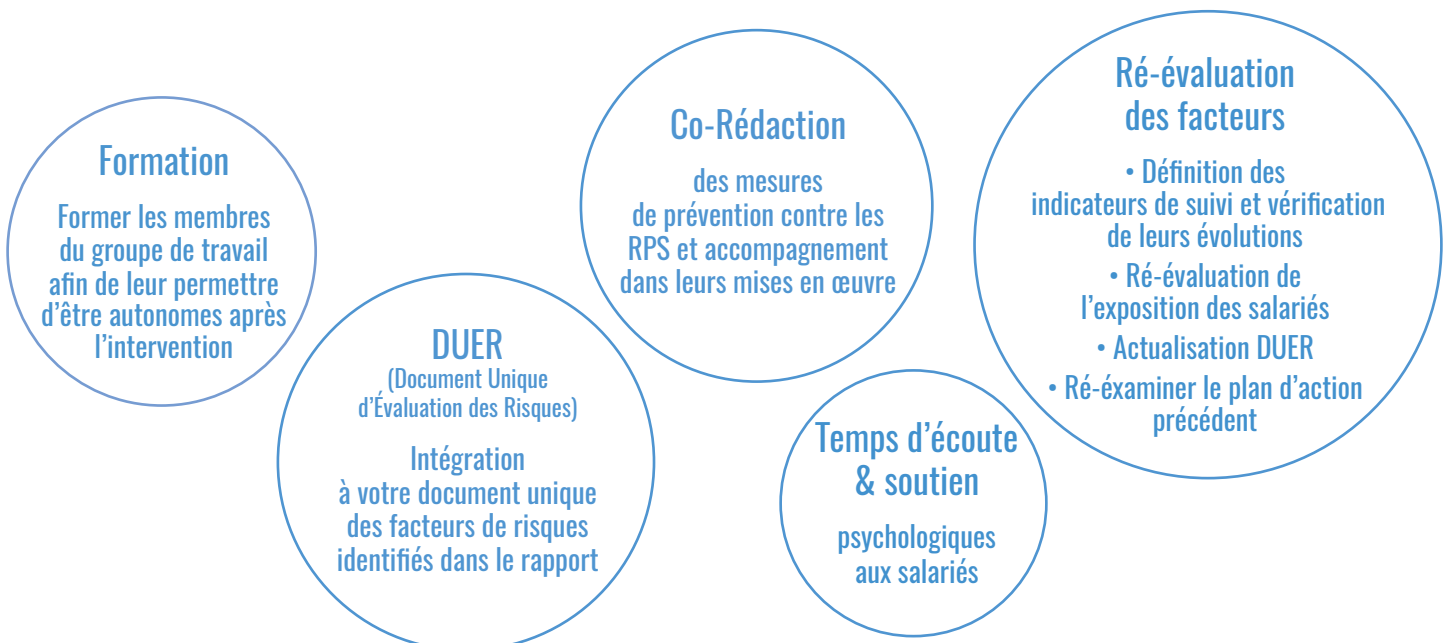 Formation
Former les membres
du groupe de travail
afin de leur permettre
d’être autonomes après
l’intervention
DUER
(Document Unique
d’Évaluation des Risques)
Intégration
à votre document unique
des facteurs de risques
identifiés dans le rapport
Co-Rédaction
des mesures
de prévention contre les
RPS et accompagnement
dans leurs mises en œuvre
Temps d’écoute
& soutien
psychologiques
aux salariés
Ré-évaluation
des facteurs
• Définition des
indicateurs de suivi et vérification
de leurs évolutions
• Ré-évaluation de
l’exposition des salariés
• Actualisation DUER
• Ré-éxaminer le plan d’action
précédent